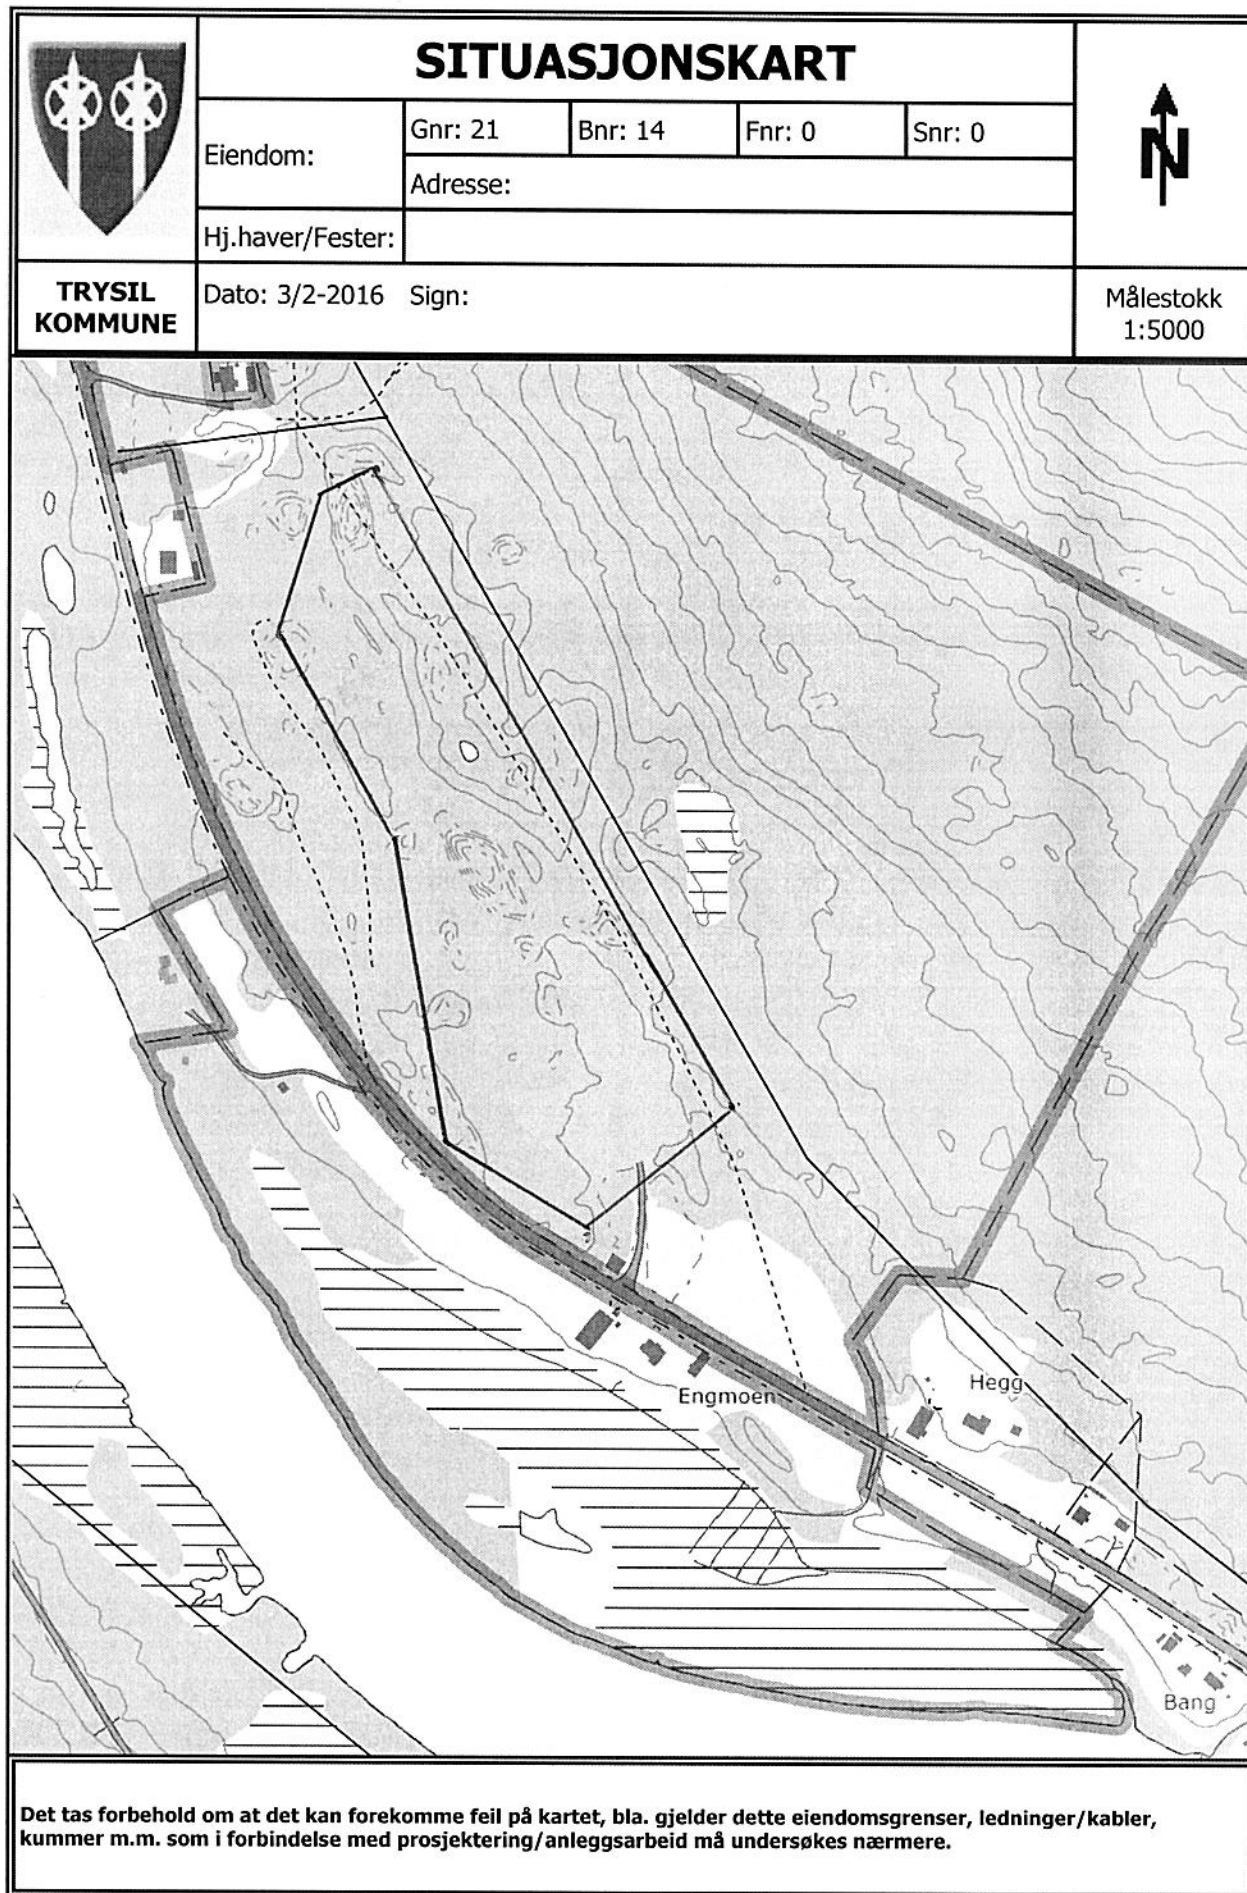 SITUASJONSKART
Eiendom:
Gnr: 21
Bnr: 14
Fnr: 0
Snr: 0
Adresse:
Hj.haver/Fester:
N
TRYSIL
KOMMUNE
Dato: 3/2-2016 Sign:
Målestokk
1:5000
Hegg
Engmoen
Bang
Det tas forbehold om at det kan forekomme feil på kartet, bla. gjelder dette eiendomsgrenser, ledninger/kabler,
kummer m.m. som i forbindelse med prosjektering/anleggsarbeid må undersøkes nærmere.